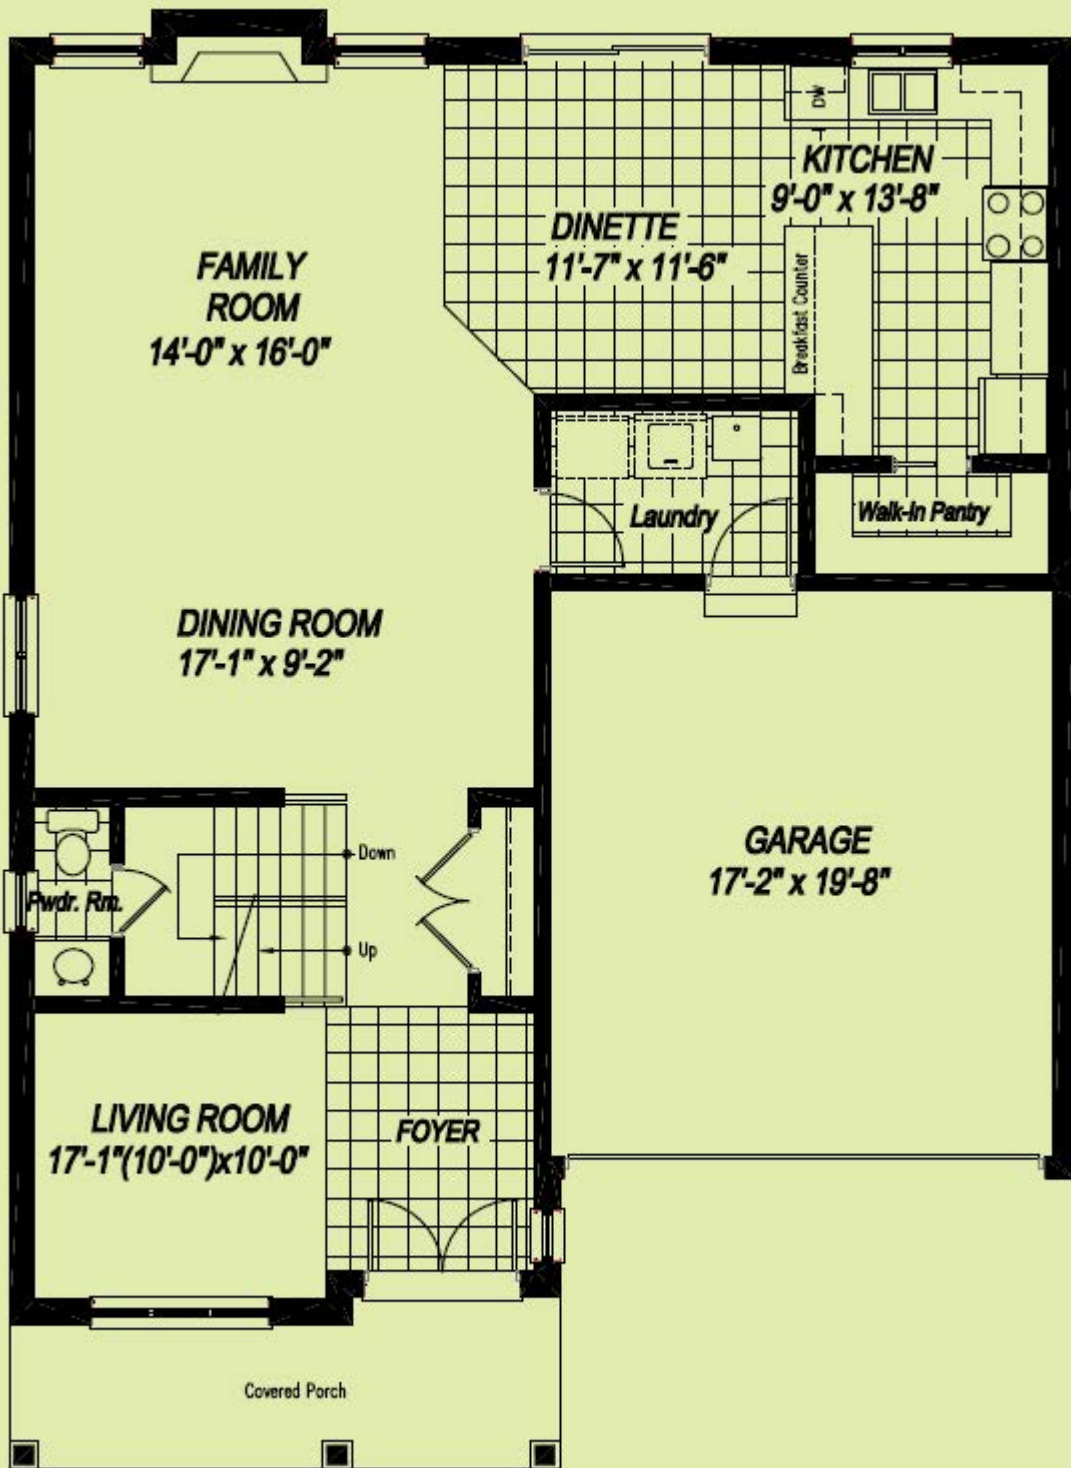 DW
KITCHEN
9'-0" x 13'-8"
DINETTE
11'-7" x 11'-6"
FAMILY
ROOM
14'-0" x 16'-0"
Breakfast Counter
Laundry
Walk-In Pantry
DINING ROOM
17'-1" x 9'-2"
GARAGE
17'-2" x 19'-8"
Down
Pwdr. Rm.
Up
LIVING ROOM
17'-1"(10'-0")x10'-0"
FOYER
Covered Porch